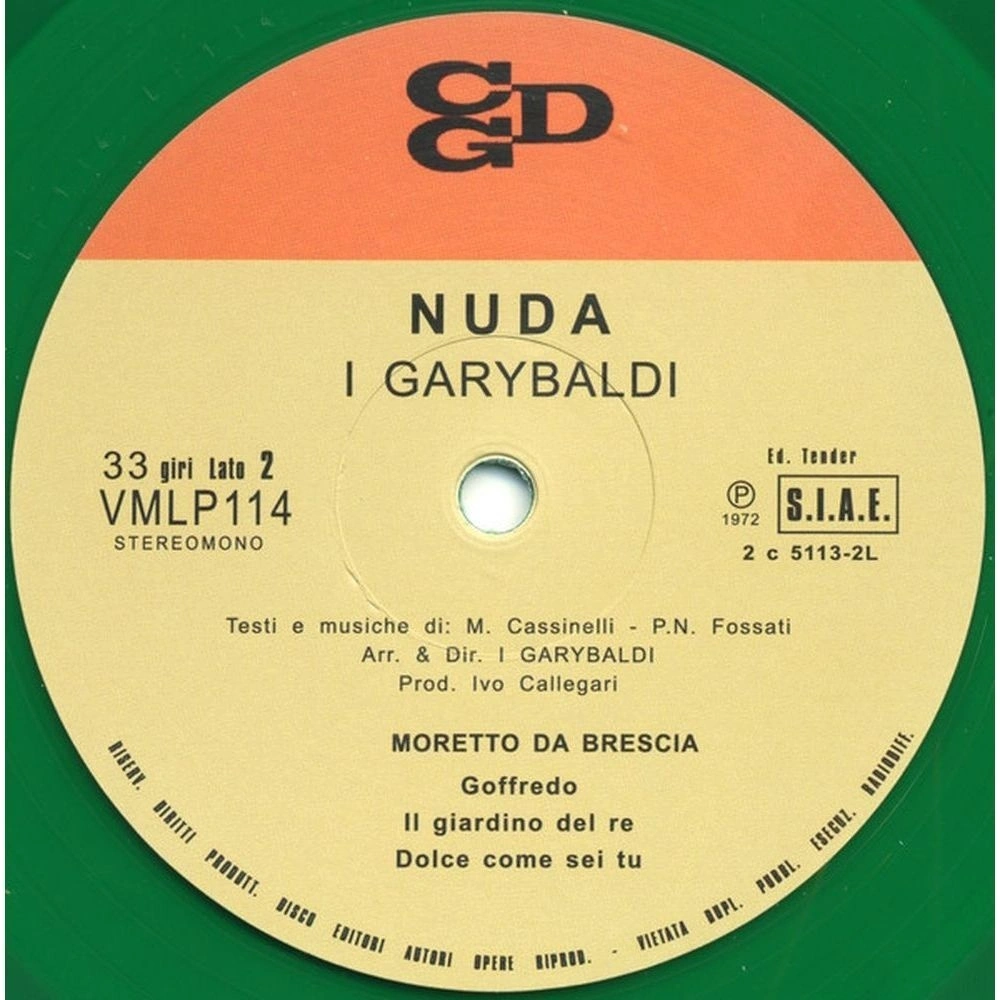 CGD
NUDA
I GARYBALDI
33 giri Lato 2
VMLP114
STEREOMONO
Ed. Tender
℗ 1972
S.I.A.E.
2 c 5113-2L
Testi e musiche di: M. Cassinelli - P.N. Fossati
Arr. & Dir. I GARYBALDI
Prod. Ivo Callegari
MORETTO DA BRESCIA
Goffredo
Il giardino del re
Dolce come sei tu
RISERV. DIRITTI PRODUTT. DISCO EDITORI AUTORI OPERE RIPROD. - VIETATA DUPL. PUBBL. ESECUZ. RADIODIFF.